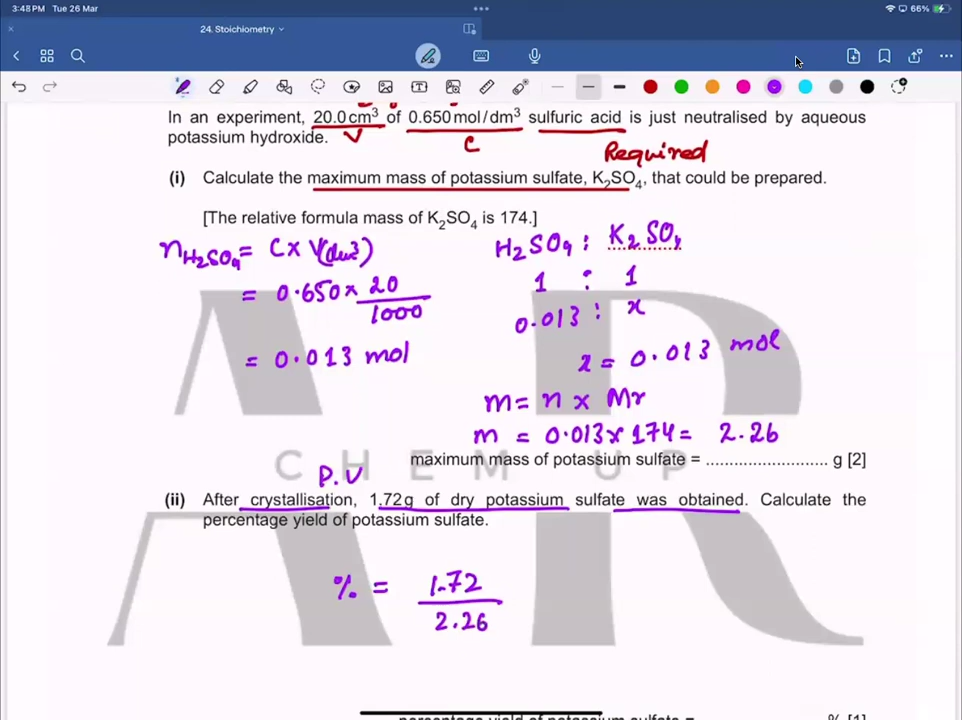 3:48 PM Tue 26 Mar
66%
24. Stoichiometry
In an experiment, 20.0 cm³ of 0.650 mol/dm³ sulfuric acid is just neutralised by aqueous
V
C
potassium hydroxide.
Required
(i) Calculate the maximum mass of potassium sulfate, K₂SO₄, that could be prepared.
[The relative formula mass of K₂SO₄ is 174.]
nH₂SO₄ = C x V(dm³)
H₂SO₄ : K₂SO₄
= 0.650 x 20/1000
1 : 1
0.013 : x
= 0.013 mol
x = 0.013 mol
m = n x Mr
m = 0.013 x 174 = 2.26
maximum mass of potassium sulfate = ............................ g [2]
AR
CHEM UP
P.V
(ii) After crystallisation, 1.72g of dry potassium sulfate was obtained. Calculate the
percentage yield of potassium sulfate.
% = 1.72/2.26
AR